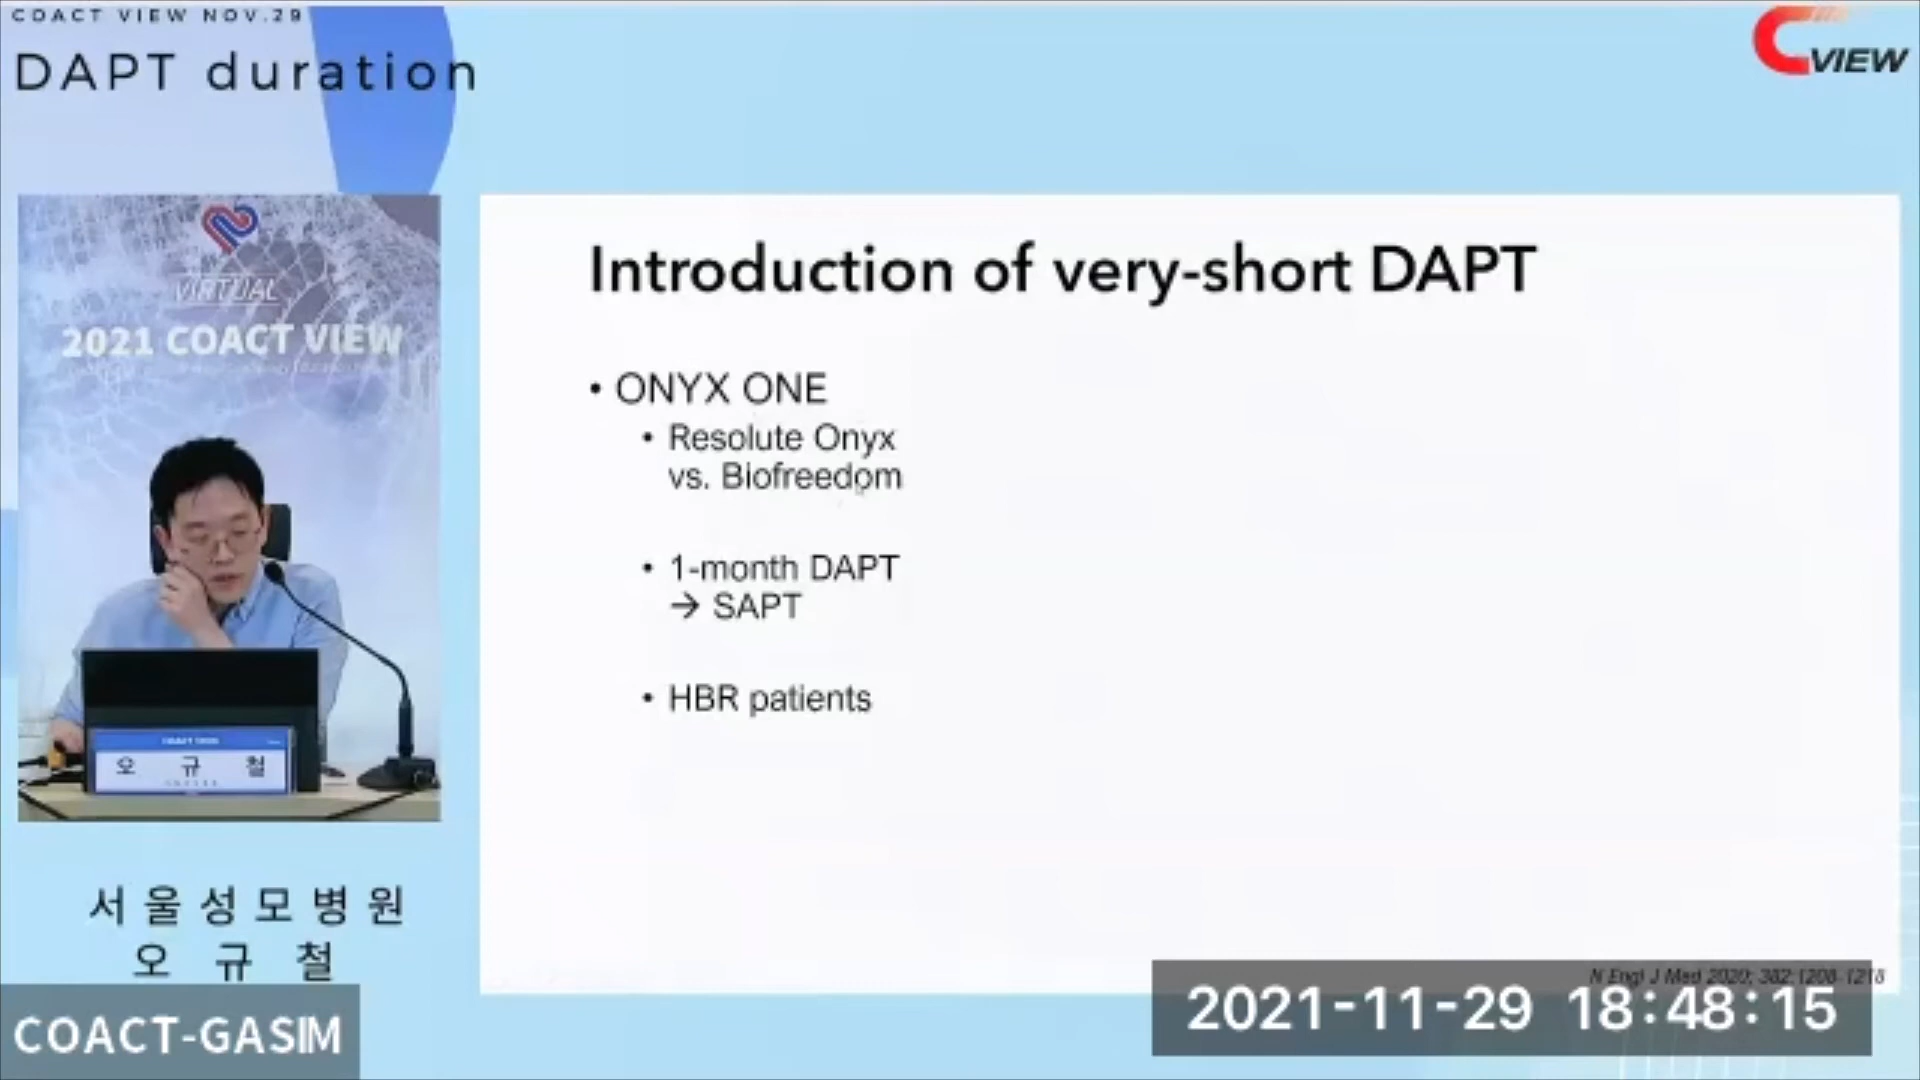 COACT VIEW NOV.29
DAPT duration
CVIEW
VIRTUAL
2021 COACT VIEW
오 규 철
서울성모병원
오 규 철
COACT-GASIM
Introduction of very-short DAPT
• ONYX ONE
• Resolute Onyx
vs. Biofreedom
• 1-month DAPT
→ SAPT
• HBR patients
N Engl J Med 2020; 382:1208-1218
2021-11-29 18:48:15